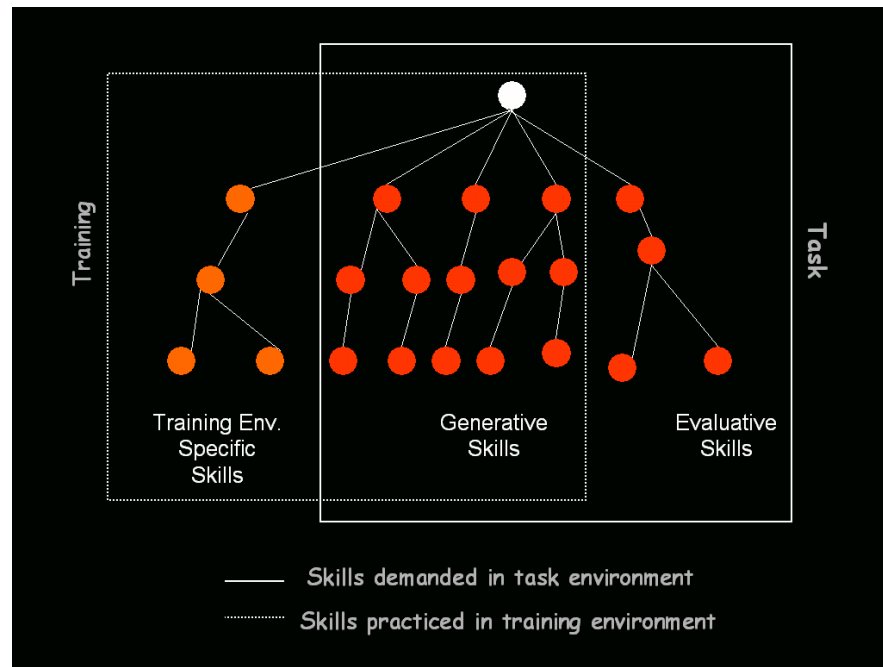 Training
Task
Training Env.
Specific
Skills
Generative
Skills
Evaluative
Skills
Skills demanded in task environment
Skills practiced in training environment